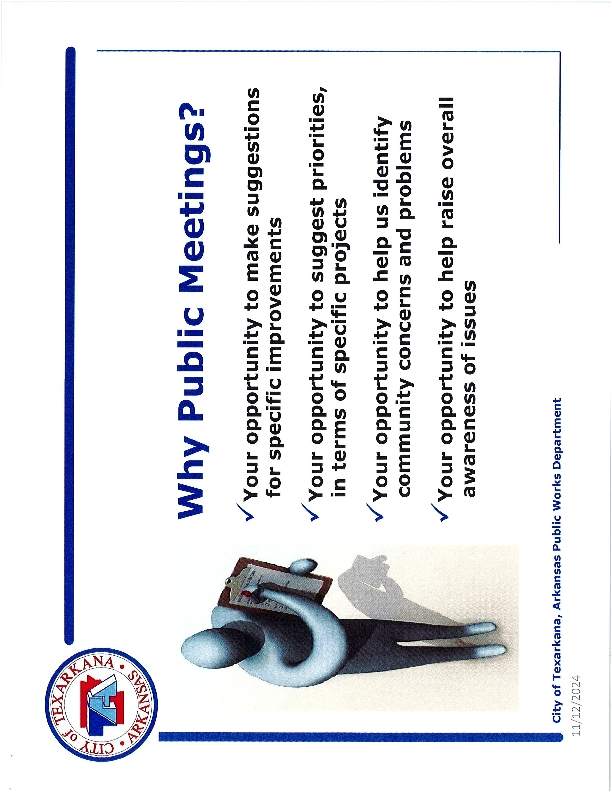 CITY of TEXARKANA • ARKANSAS •
Why Public Meetings?
✓Your opportunity to make suggestions
for specific improvements
✓Your opportunity to suggest priorities,
in terms of specific projects
✓Your opportunity to help us identify
community concerns and problems
✓Your opportunity to help raise overall
awareness of issues
City of Texarkana, Arkansas Public Works Department
11/12/2024